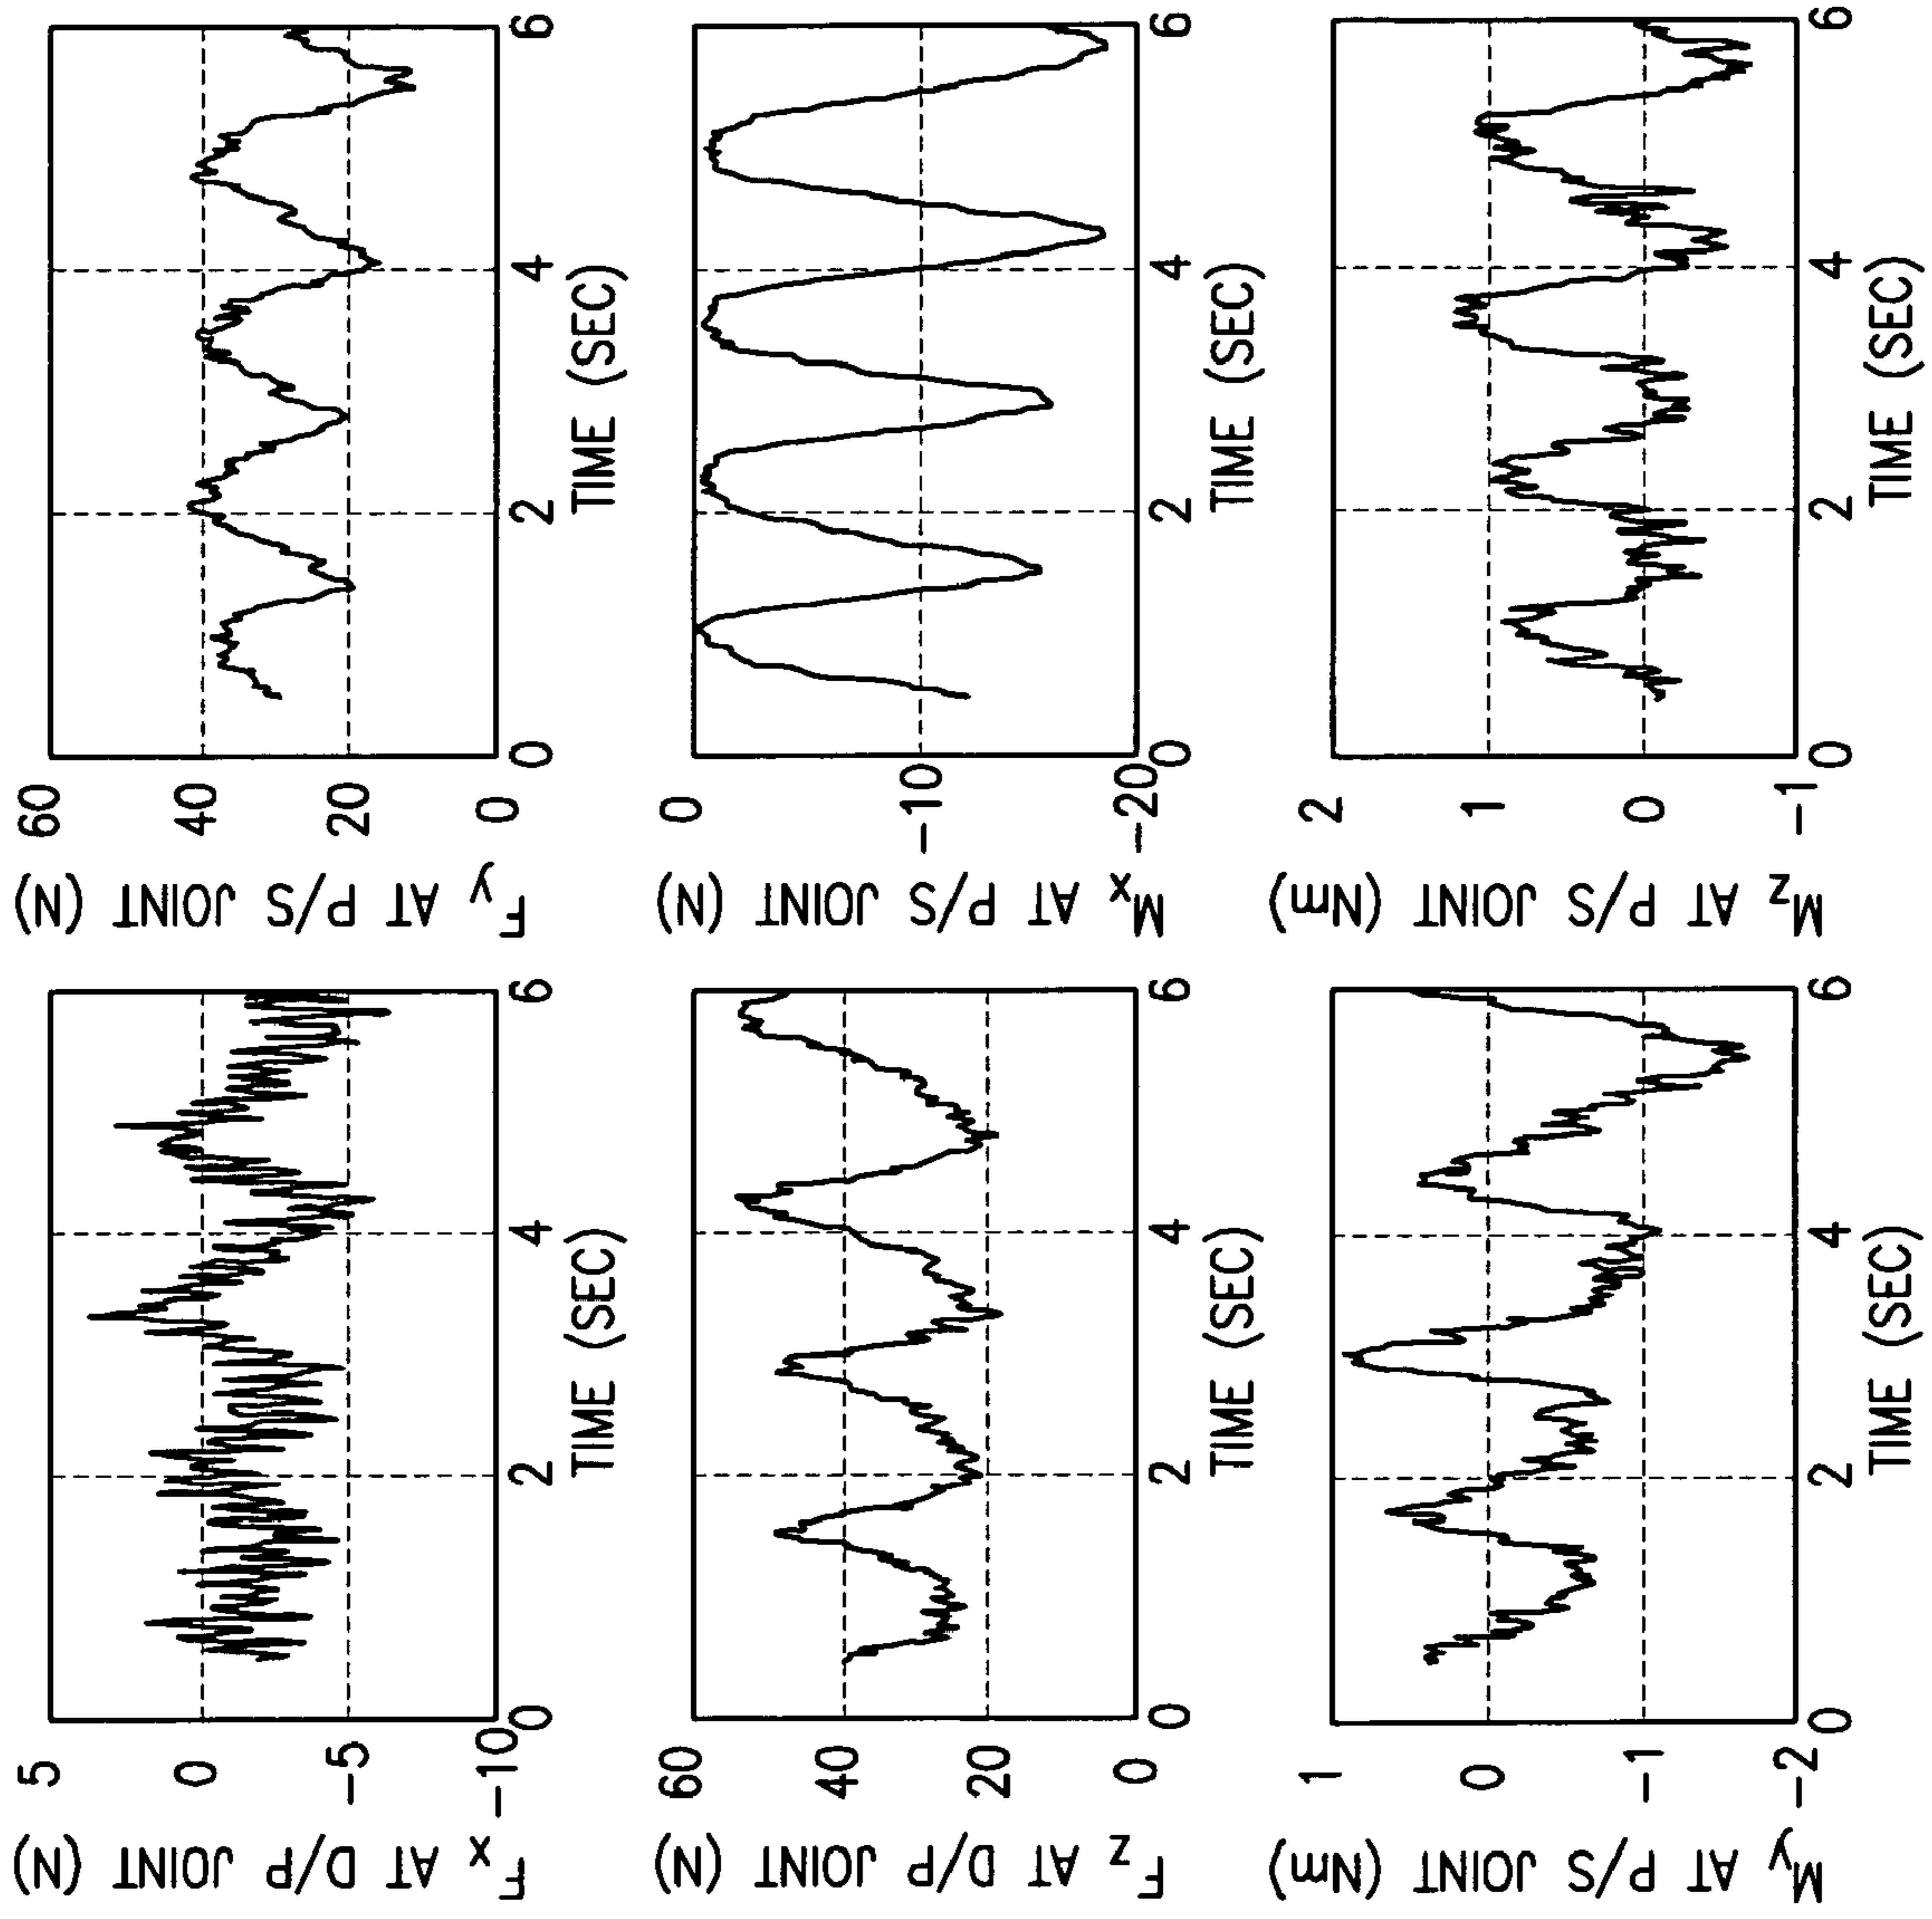 F_x AT D/P JOINT (N)
5
0
-5
-10
0 2 4 6
TIME (SEC)
F_y AT P/S JOINT (N)
60
40
20
0
0 2 4 6
TIME (SEC)
F_z AT D/P JOINT (N)
60
40
20
0
0 2 4 6
TIME (SEC)
M_x AT P/S JOINT (N)
0
-10
-20
0 2 4 6
TIME (SEC)
M_y AT P/S JOINT (Nm)
1
0
-1
-2
0 2 4 6
TIME (SEC)
M_z AT P/S JOINT (Nm)
2
1
0
-1
0 2 4 6
TIME (SEC)